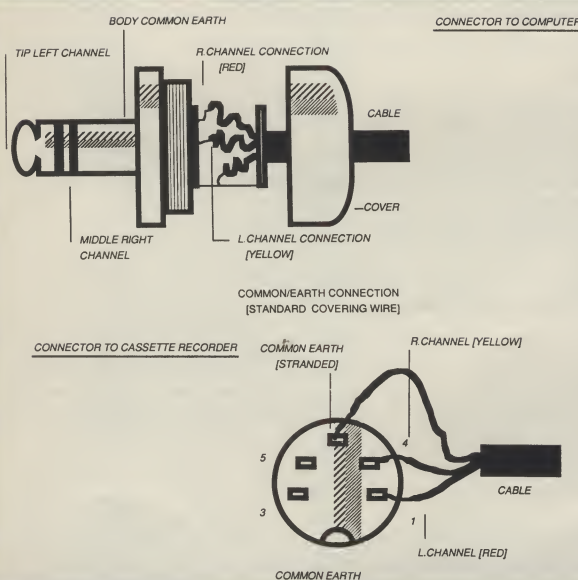 BODY COMMON EARTH
CONNECTOR TO COMPUTER
TIP LEFT CHANNEL
R.CHANNEL CONNECTION
[RED]
CABLE
COVER
MIDDLE RIGHT
CHANNEL
L.CHANNEL CONNECTION
[YELLOW]
COMMON/EARTH CONNECTION
[STANDARD COVERING WIRE]
CONNECTOR TO CASSETTE RECORDER
COMMON EARTH
[STRANDED]
R.CHANNEL [YELLOW]
4
5
3
CABLE
1
L.CHANNEL [RED]
COMMON EARTH